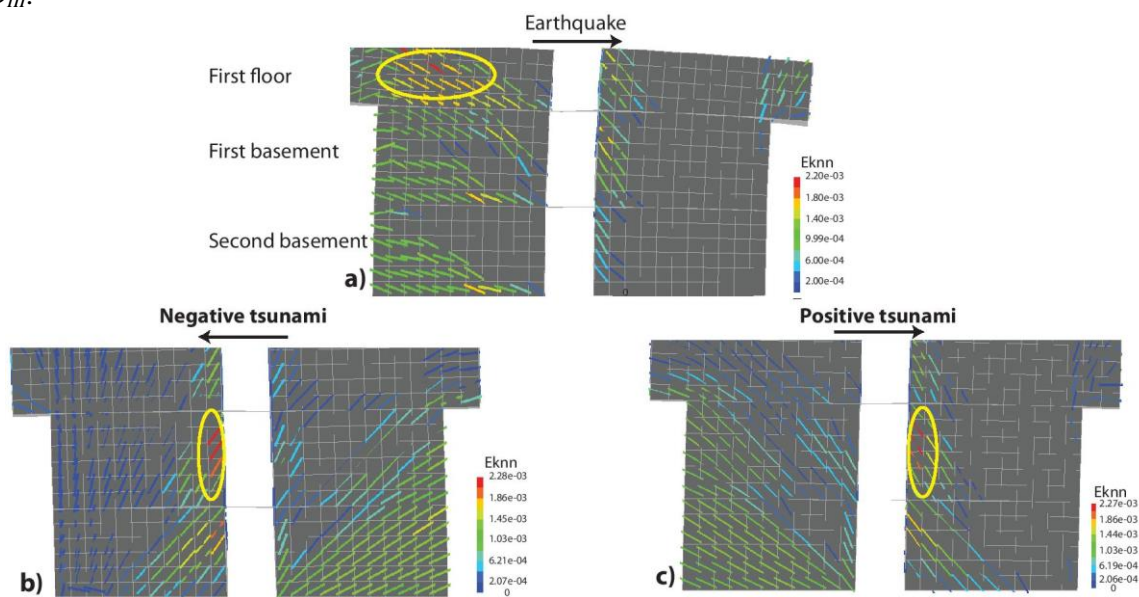 Earthquake
First floor
First basement
Second basement
a)
Eknn
2.20e-03
1.80e-03
1.40e-03
9.99e-04
6.00e-04
2.00e-04
0
Negative tsunami
Eknn
2.28e-03
1.86e-03
1.45e-03
1.03e-03
6.21e-04
2.07e-04
0
b)
Positive tsunami
Eknn
2.27e-03
1.86e-03
1.44e-03
1.03e-03
6.19e-04
2.06e-04
0
c)